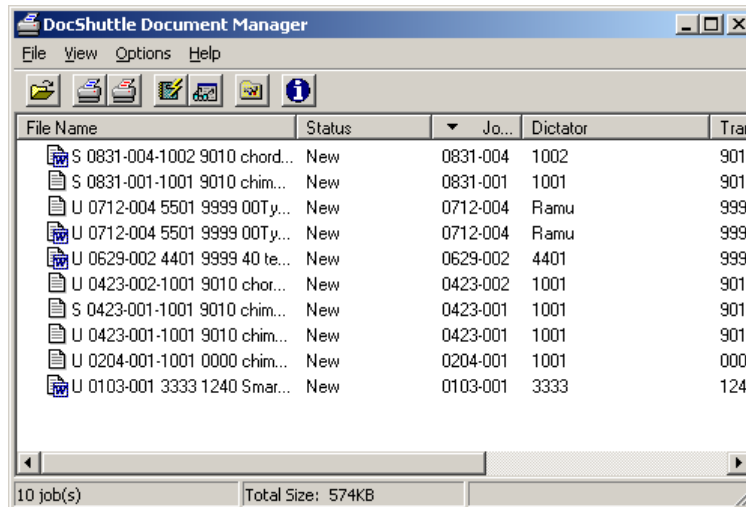 DocShuttle Document Manager
File View Options Help
File Name Status Jo... Dictator Trar
S 0831-004-1002 9010 chord... New 0831-004 1002 901
S 0831-001-1001 9010 chim... New 0831-001 1001 901
U 0712-004 5501 9999 00Ty... New 0712-004 Ramu 999
U 0712-004 5501 9999 00Ty... New 0712-004 Ramu 999
U 0629-002 4401 9999 40 te... New 0629-002 4401 999
U 0423-002-1001 9010 chor... New 0423-002 1001 901
S 0423-001-1001 9010 chim... New 0423-001 1001 901
U 0423-001-1001 9010 chim... New 0423-001 1001 901
U 0204-001-1001 0000 chim... New 0204-001 1001 000
U 0103-001 3333 1240 Smar... New 0103-001 3333 124
10 job(s) Total Size: 574KB